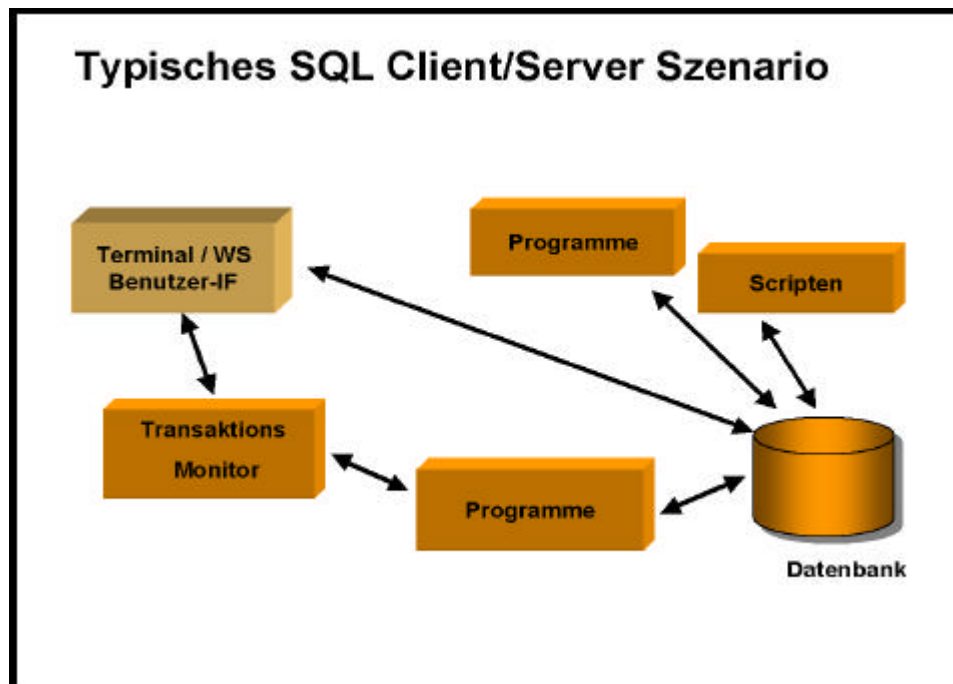 Typisches SQL Client/Server Szenario
Terminal / WS
Benutzer-IF
Programme
Scripten
Transaktions
Monitor
Programme
Datenbank